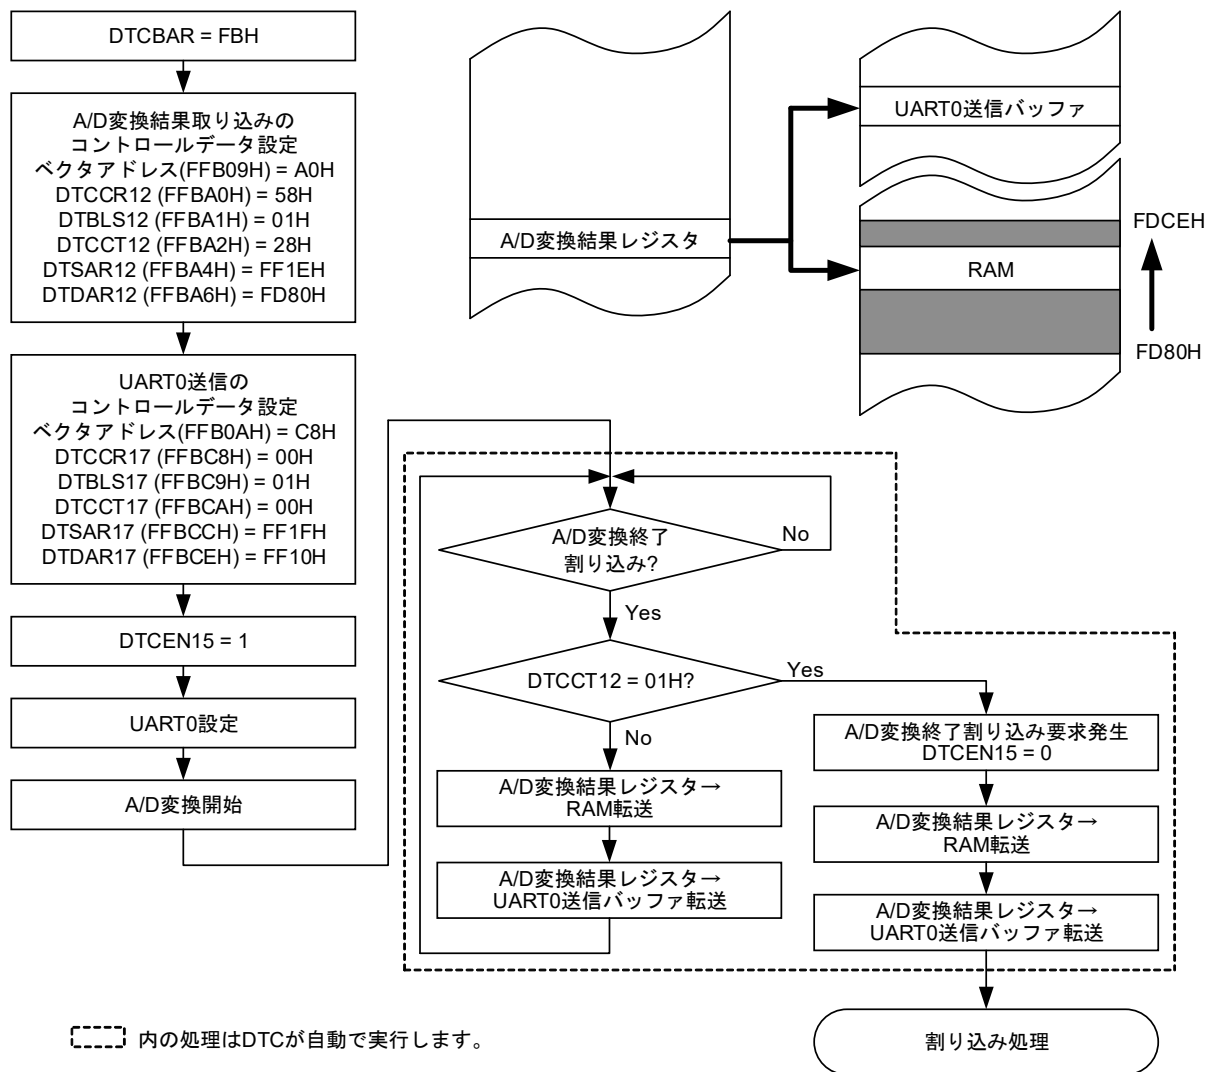 DTCBAR = FBH
A/D変換結果取り込みの
コントロールデータ設定
ベクタアドレス(FFB09H) = A0H
DTCCR12 (FFBA0H) = 58H
DTBLS12 (FFBA1H) = 01H
DTCCT12 (FFBA2H) = 28H
DTSAR12 (FFBA4H) = FF1EH
DTDAR12 (FFBA6H) = FD80H
UART0送信の
コントロールデータ設定
ベクタアドレス(FFB0AH) = C8H
DTCCR17 (FFBC8H) = 00H
DTBLS17 (FFBC9H) = 01H
DTCCT17 (FFBCAH) = 00H
DTSAR17 (FFBCCH) = FF1FH
DTDAR17 (FFBCEH) = FF10H
DTCEN15 = 1
UART0設定
A/D変換開始
A/D変換結果レジスタ
UART0送信バッファ
RAM
FDCEH
FD80H
A/D変換終了
割り込み?
No
Yes
DTCCT12 = 01H?
Yes
No
A/D変換結果レジスタ→
RAM転送
A/D変換結果レジスタ→
UART0送信バッファ転送
A/D変換終了割り込み要求発生
DTCEN15 = 0
A/D変換結果レジスタ→
RAM転送
A/D変換結果レジスタ→
UART0送信バッファ転送
割り込み処理
内の処理はDTCが自動で実行します。